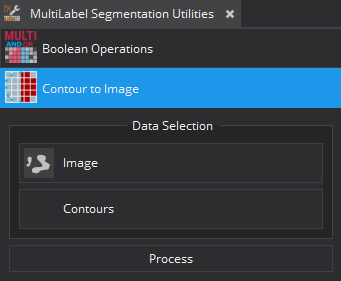 MultiLabel Segmentation Utilities
MULTI
AND OR
Boolean Operations
Contour to Image
Data Selection
Image
Contours
Process